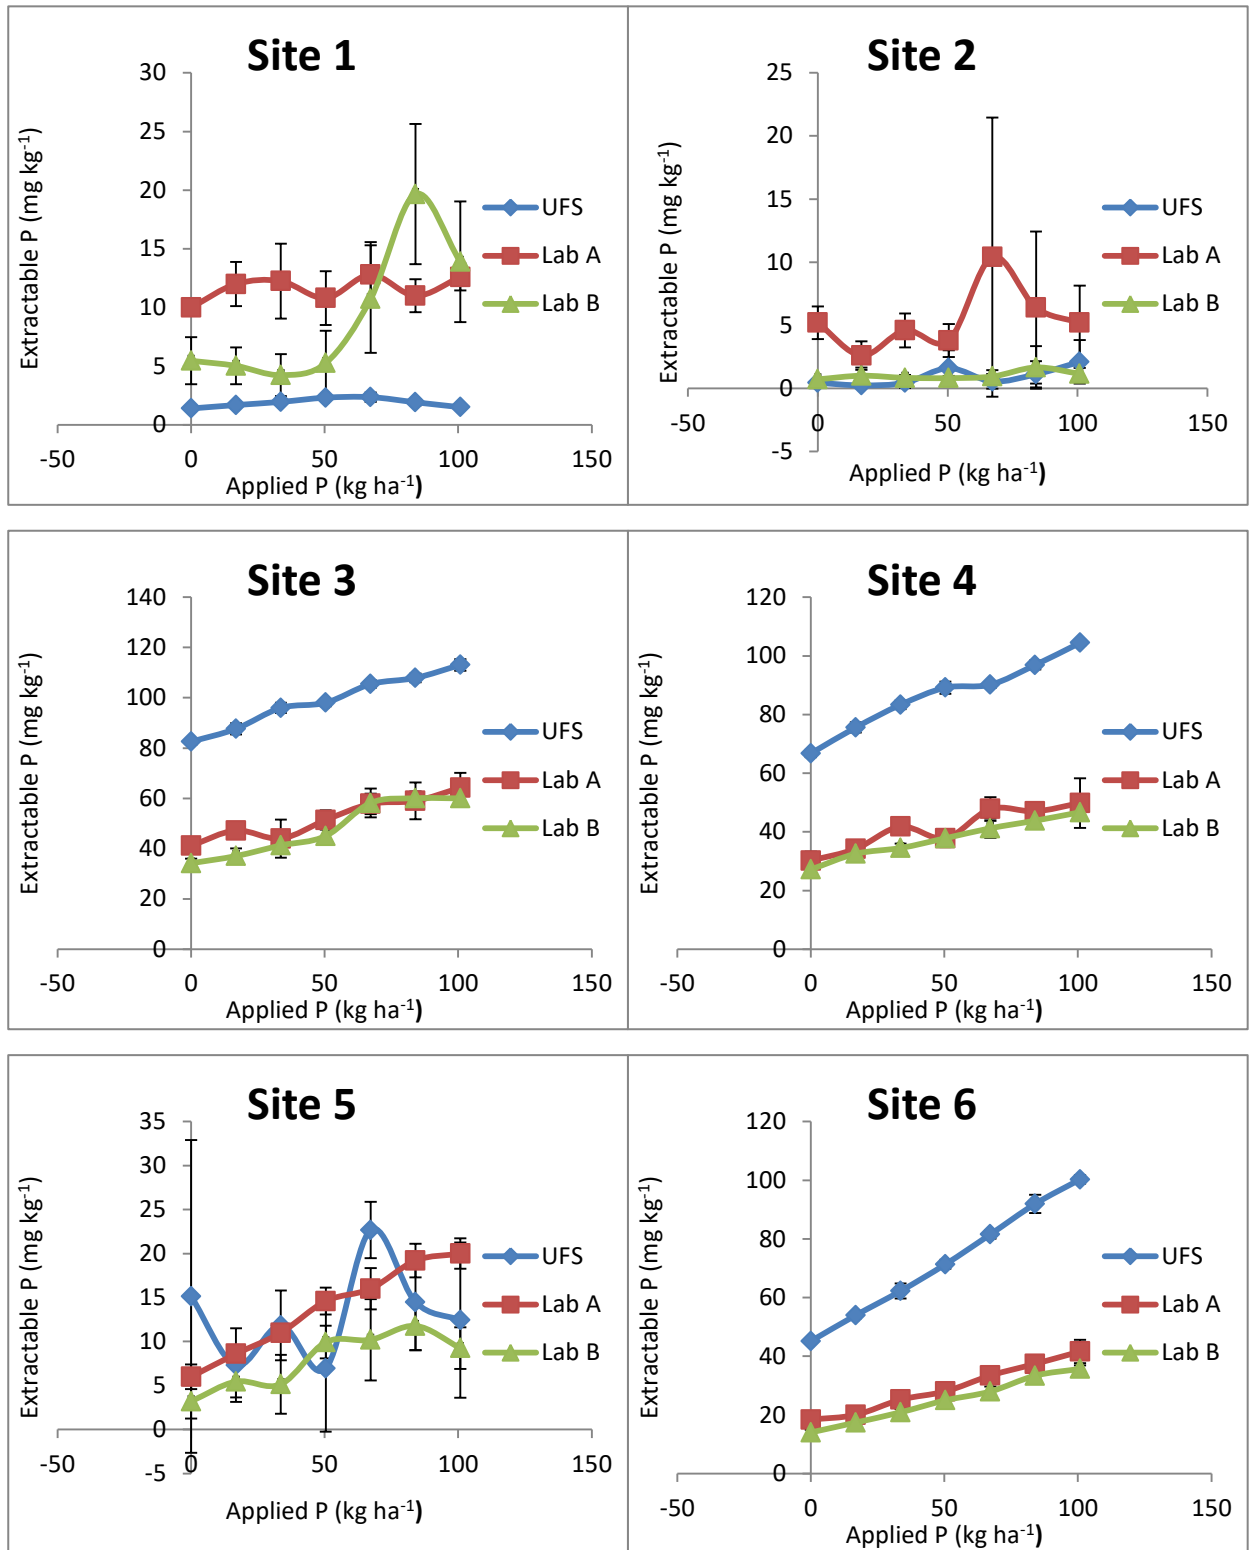 Site 1
30
25
20
15
10
5
0
-50 0 50 100 150
Extractable P (mg kg⁻¹)
Applied P (kg ha⁻¹)
UFS
Lab A
Lab B
Site 2
25
20
15
10
5
0
-5
-50 0 50 100 150
Extractable P (mg kg⁻¹)
Applied P (kg ha⁻¹)
UFS
Lab A
Lab B
Site 3
140
120
100
80
60
40
20
0
-50 0 50 100 150
Extractable P (mg kg⁻¹)
Applied P (kg ha⁻¹)
UFS
Lab A
Lab B
Site 4
120
100
80
60
40
20
0
-50 0 50 100 150
Extractable P (mg kg⁻¹)
Applied P (kg ha⁻¹)
UFS
Lab A
Lab B
Site 5
35
30
25
20
15
10
5
0
-5
-50 0 50 100 150
Extractable P (mg kg⁻¹)
Applied P (kg ha⁻¹)
UFS
Lab A
Lab B
Site 6
120
100
80
60
40
20
0
-50 0 50 100 150
Extractable P (mg kg⁻¹)
Applied P (kg ha⁻¹)
UFS
Lab A
Lab B